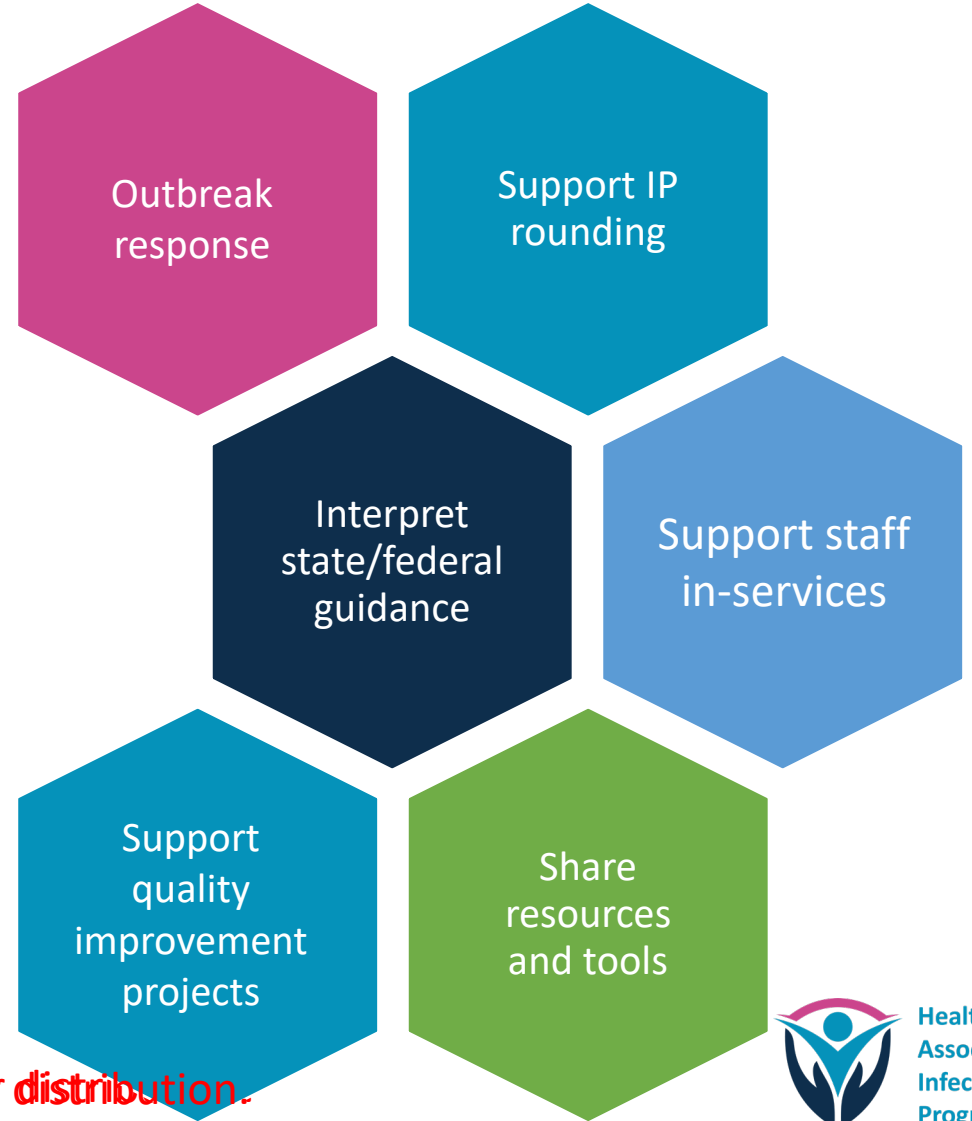 Outbreak
response
Support IP
rounding
Interpret
state/federal
guidance
Support staff
in-services
Support
quality
improvement
projects
Share
resources
and tools
distribution.